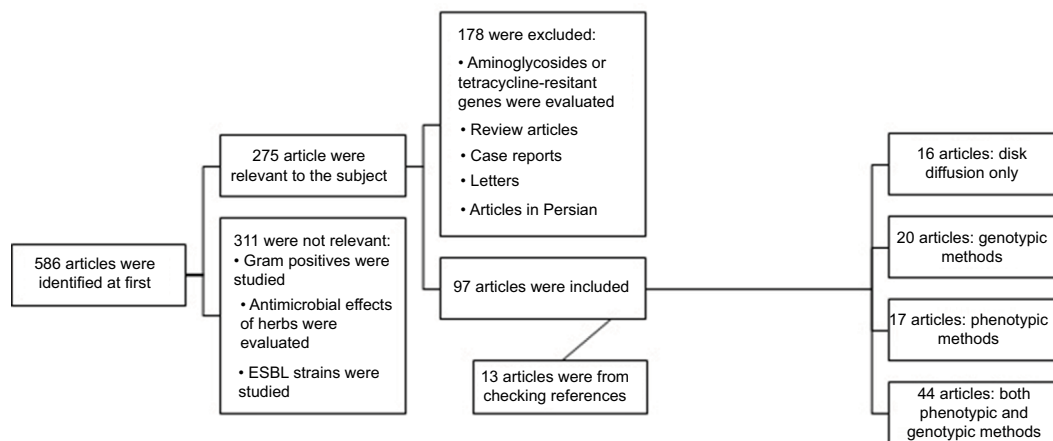 586 articles were
identified at first
275 article were
relevant to the subject
311 were not relevant:
• Gram positives were
studied
• Antimicrobial effects
of herbs were
evaluated
• ESBL strains were
studied
178 were excluded:
• Aminoglycosides or
tetracycline-resitant
genes were evaluated
• Review articles
• Case reports
• Letters
• Articles in Persian
97 articles were included
13 articles were from
checking references
16 articles: disk
diffusion only
20 articles: genotypic
methods
17 articles: phenotypic
methods
44 articles: both
phenotypic and
genotypic methods